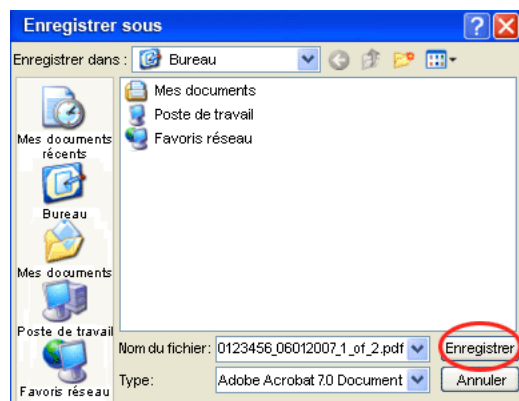 Enregistrer sous
Enregistrer dans : Bureau
Mes documents
Poste de travail
Favoris réseau
Mes documents
récents
Bureau
Mes documents
Poste de travail
Favoris réseau
Nom du fichier: 0123456_06012007_1_of_2.pdf Enregistrer
Type: Adobe Acrobat 7.0 Document Annuler